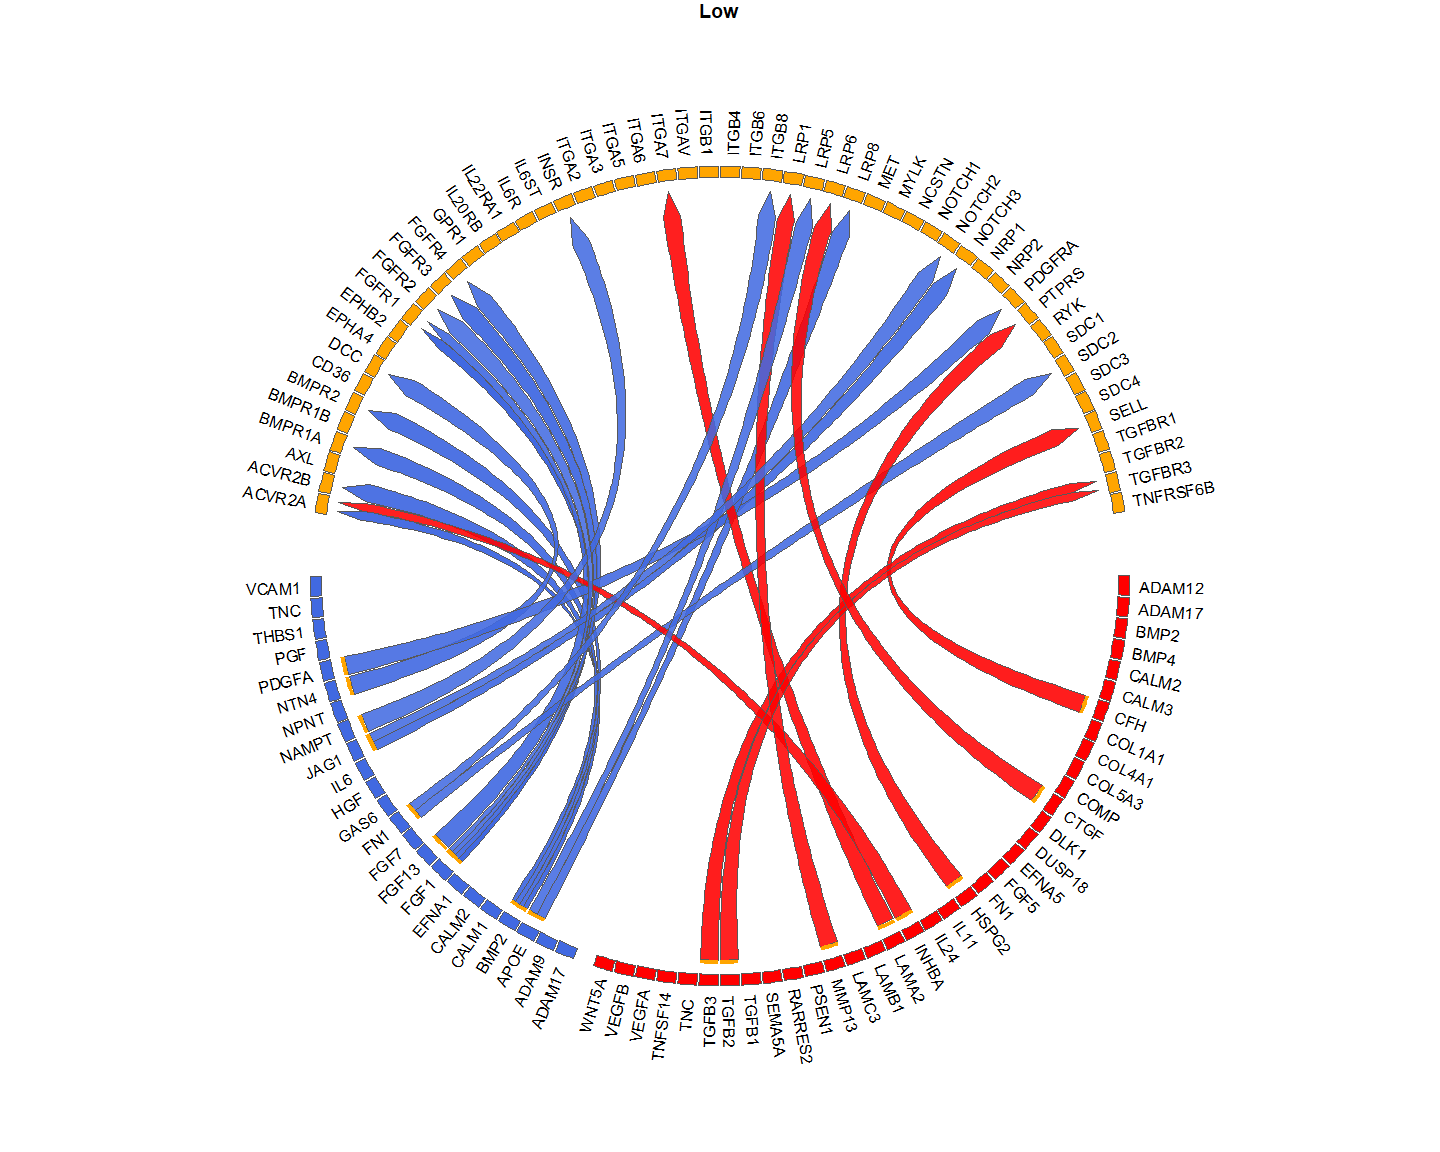 Low
ACVR2A
ACVR2B
AXL
BMPR1A
BMPR1B
BMPR2
CD36
DCC
EPHA4
EPHB2
FGFR1
FGFR2
FGFR3
FGFR4
GPR1
IL20RB
IL22RA1
IL6R
IL6ST
INSR
ITGA2
ITGA3
ITGA5
ITGA6
ITGA7
ITGAV
ITGB1
ITGB4
ITGB6
ITGB8
LRP1
LRP5
LRP6
LRP8
MET
MYLK
NCSTN
NOTCH1
NOTCH2
NOTCH3
NRP1
NRP2
PDGFRA
PTPRS
RYK
SDC1
SDC2
SDC3
SDC4
SELL
TGFBR1
TGFBR2
TGFBR3
TNFRSF6B
ADAM12
ADAM17
BMP2
BMP4
CALM2
CALM3
CFH
COL1A1
COL4A1
COL5A3
COMP
CTGF
DLK1
DUSP18
EFNA5
FGF5
FN1
HSPG2
IL11
IL24
INHBA
LAMA2
LAMB1
LAMC3
MMP13
PSEN1
RARRES2
SEMA5A
TGFB1
TGFB2
TGFB3
TNC
TNFSF14
VEGFA
VEGFB
WNT5A
ADAM17
ADAM9
APOE
BMP2
CALM1
CALM2
EFNA1
FGF1
FGF13
FGF7
FN1
GAS6
HGF
IL6
JAG1
NAMPT
NPNT
NTN4
PDGFA
PGF
THBS1
TNC
VCAM1